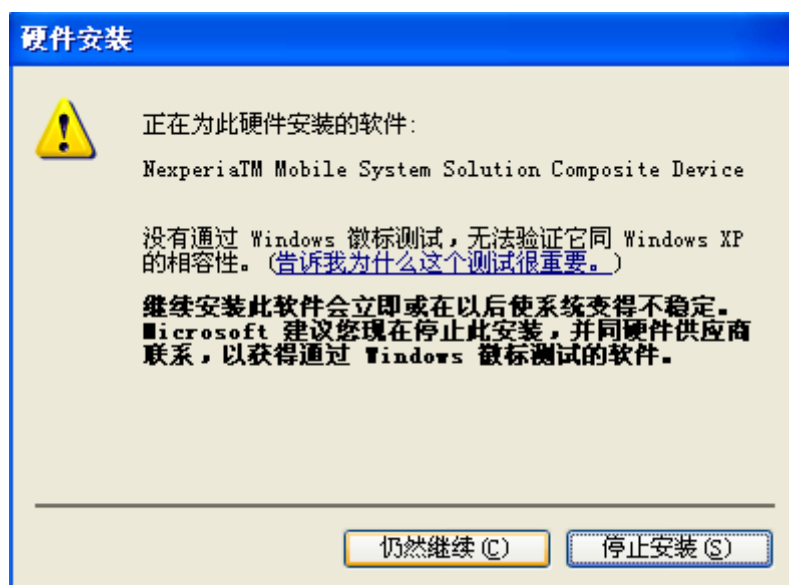 硬件安装
正在为此硬件安装的软件:
NexperiaTM Mobile System Solution Composite Device
没有通过 Windows 徽标测试，无法验证它同 Windows XP
的相容性。(告诉我为什么这个测试很重要。)
继续安装此软件会立即或在以后使系统变得不稳定。
Microsoft 建议您现在停止此安装，并同硬件供应商
联系，以获得通过 Windows 徽标测试的软件。
仍然继续(C) 停止安装(S)